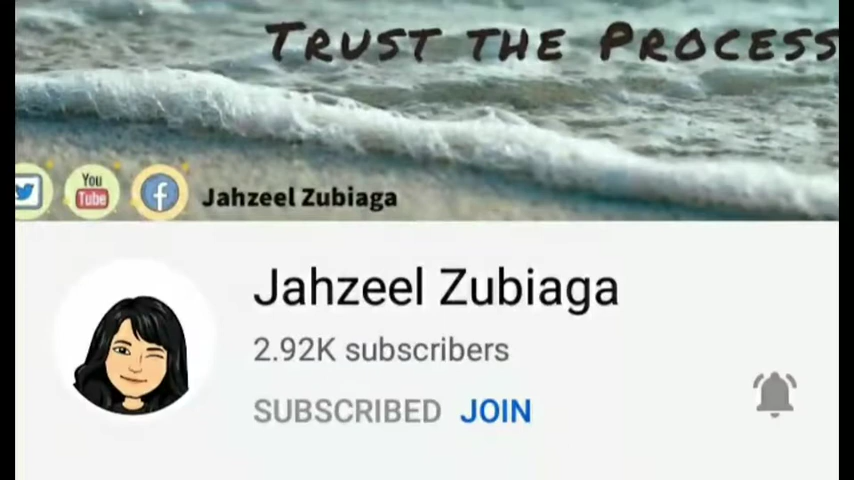 TRUST THE PROCESS
You
Tube
f
Jahzeel Zubiaga
Jahzeel Zubiaga
2.92K subscribers
SUBSCRIBED JOIN